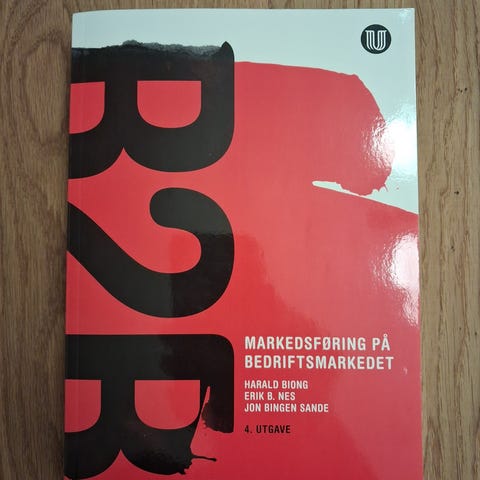 B2B
MARKEDSFØRING PÅ
BEDRIFTSMARKEDET
HARALD BIONG
ERIK B. NES
JON BINGEN SANDE
4. UTGAVE